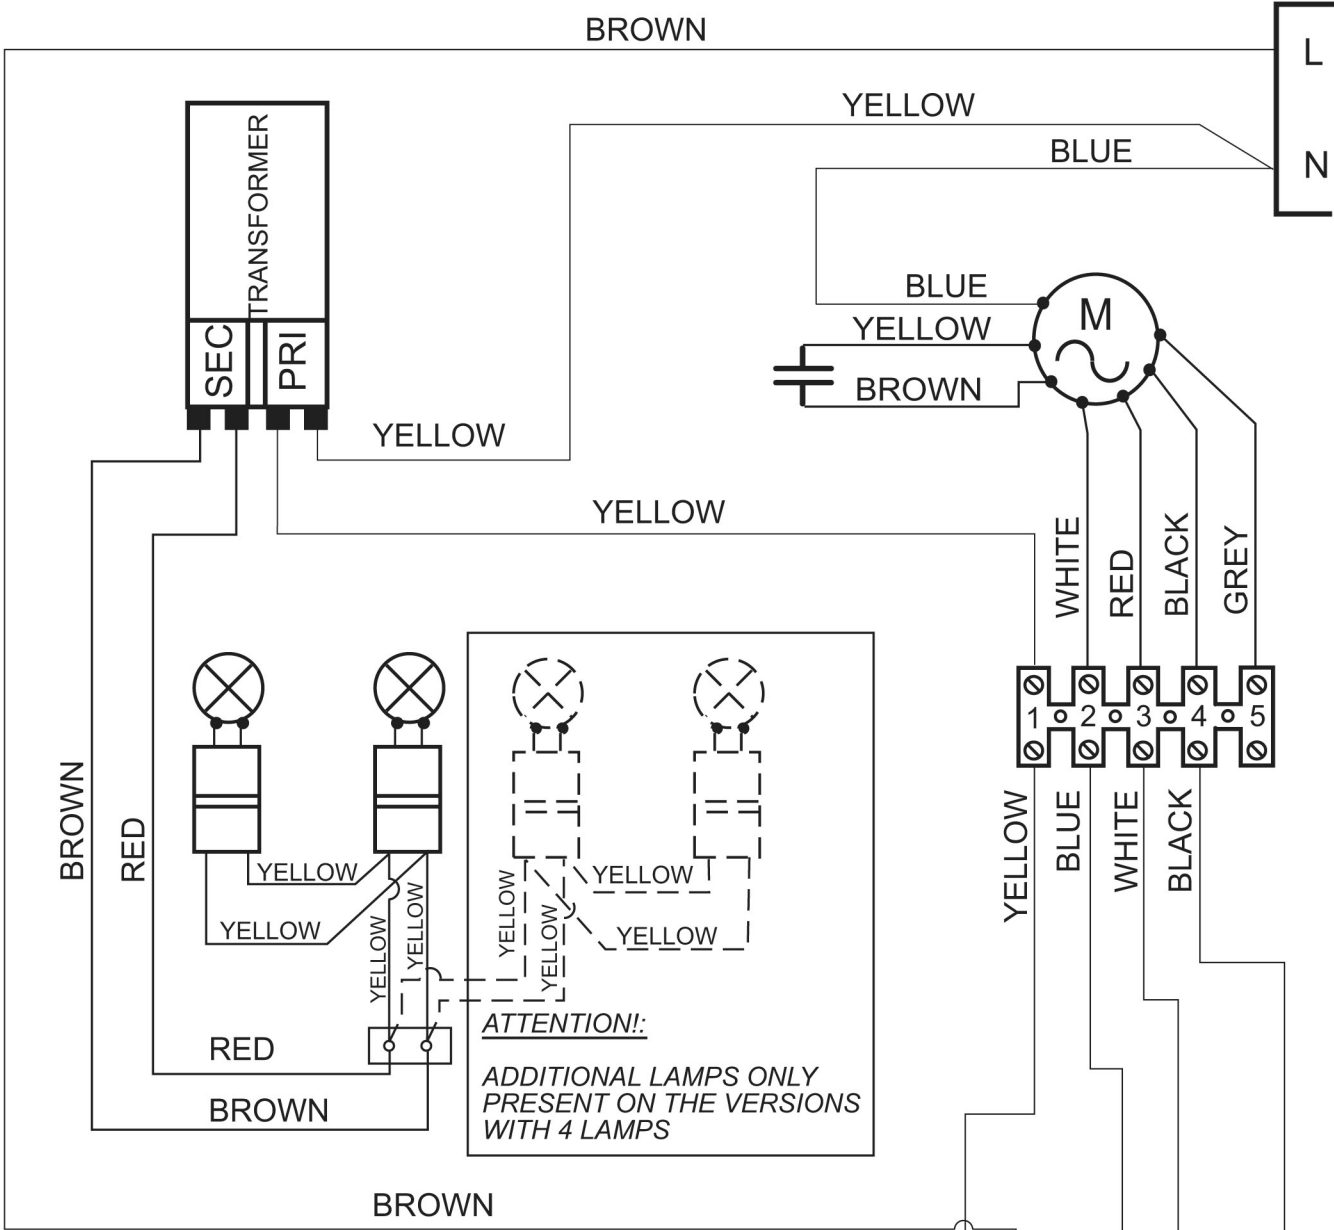 BROWN
L
YELLOW
BLUE
N
TRANSFORMER
SEC
PRI
BLUE
M
YELLOW
BROWN
YELLOW
YELLOW
WHITE
RED
BLACK
GREY
1
2
3
4
5
BROWN
RED
YELLOW
YELLOW
YELLOW
YELLOW
YELLOW
YELLOW
YELLOW
YELLOW
YELLOW
BLUE
WHITE
BLACK
RED
BROWN
ATTENTION!:
ADDITIONAL LAMPS ONLY
PRESENT ON THE VERSIONS
WITH 4 LAMPS
BROWN